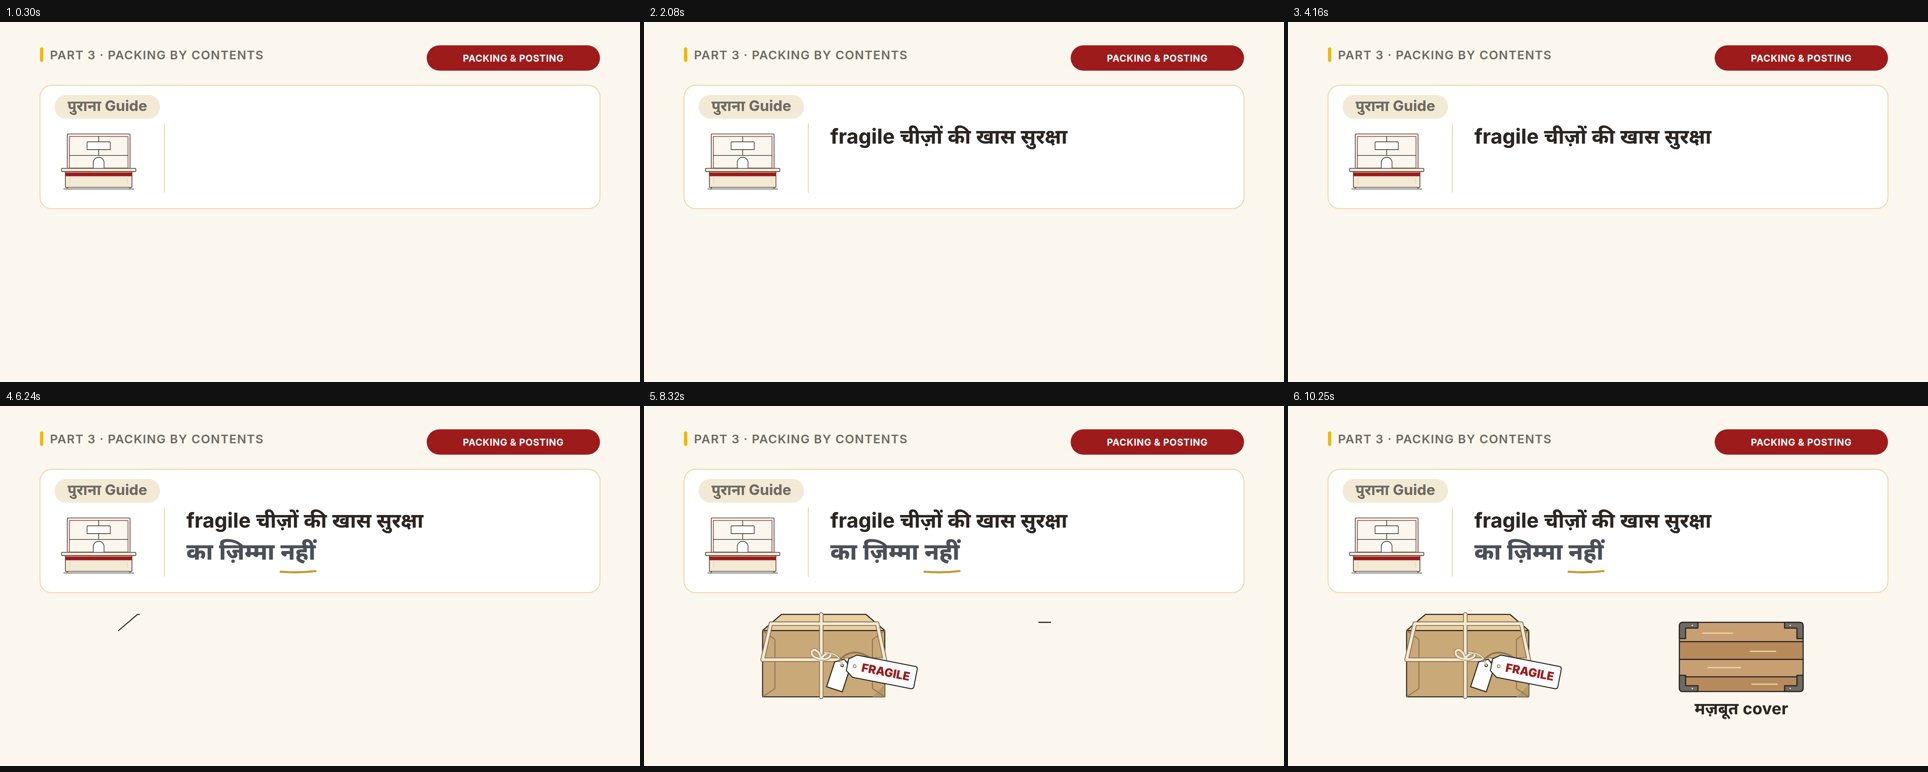 1. 0.30s
PART 3 · PACKING BY CONTENTS
PACKING & POSTING
पुराना Guide
2. 2.08s
PART 3 · PACKING BY CONTENTS
PACKING & POSTING
पुराना Guide
fragile चीज़ों की खास सुरक्षा
3. 4.16s
PART 3 · PACKING BY CONTENTS
PACKING & POSTING
पुराना Guide
fragile चीज़ों की खास सुरक्षा
4. 6.24s
PART 3 · PACKING BY CONTENTS
PACKING & POSTING
पुराना Guide
fragile चीज़ों की खास सुरक्षा
का ज़िम्मा नहीं
5. 8.32s
PART 3 · PACKING BY CONTENTS
PACKING & POSTING
पुराना Guide
fragile चीज़ों की खास सुरक्षा
का ज़िम्मा नहीं
FRAGILE
6. 10.25s
PART 3 · PACKING BY CONTENTS
PACKING & POSTING
पुराना Guide
fragile चीज़ों की खास सुरक्षा
का ज़िम्मा नहीं
FRAGILE
मज़बूत cover